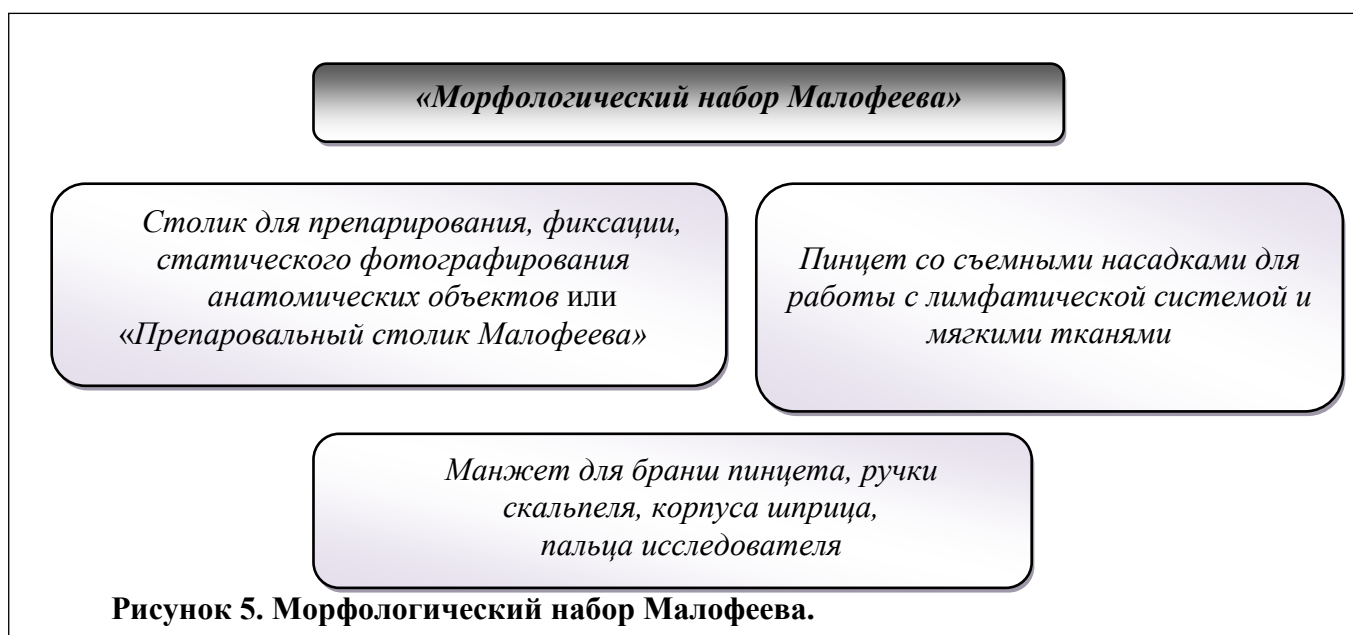 «Морфологический набор Малофеева»
Столик для препарирования, фиксации,
статического фотографирования
анатомических объектов или
«Препаровальный столик Малофеева»
Пинцет со съемными насадками для
работы с лимфатической системой и
мягкими тканями
Манжет для бранш пинцета, ручки
скальпеля, корпуса шприца,
пальца исследователя
Рисунок 5. Морфологический набор Малофеева.